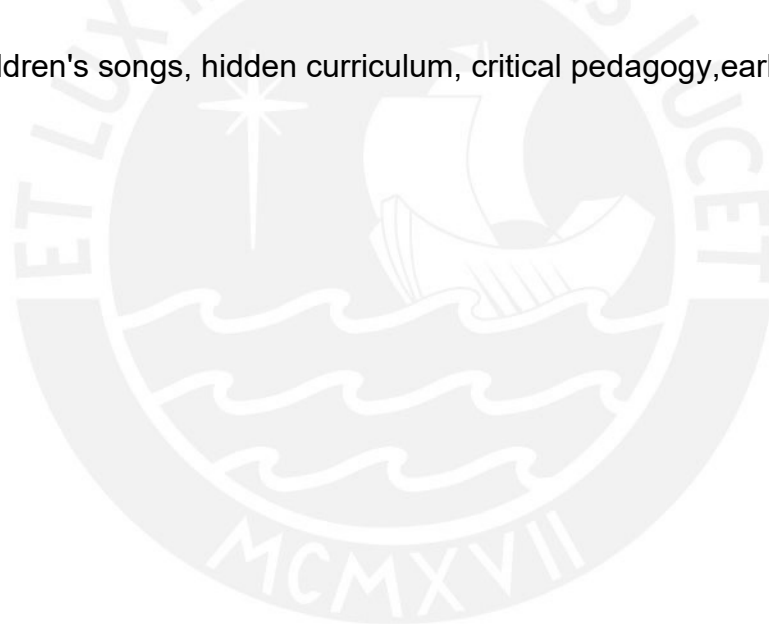 ldren's songs, hidden curriculum, critical pedagogy,earl
ET LUX
LUCET
MCMXVII